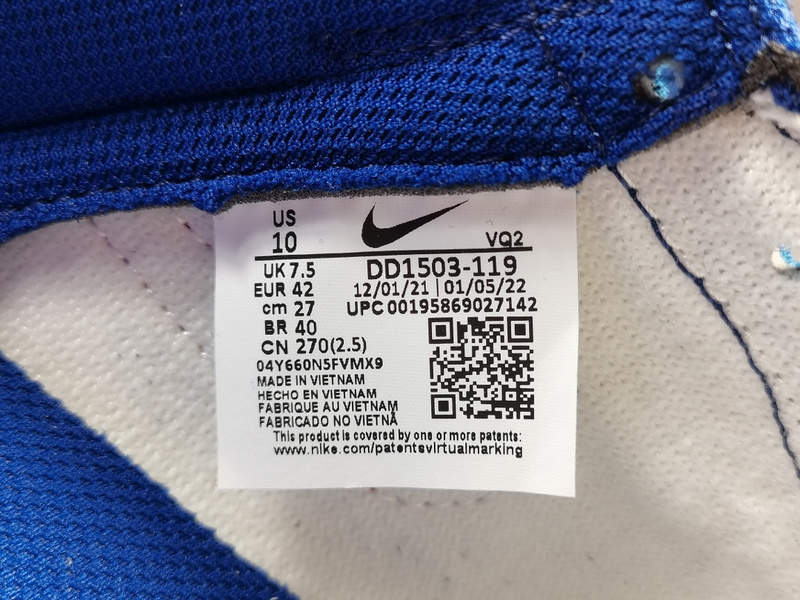 US
10
VQ2
UK 7.5
DD1503-119
EUR 42
12/01/21 | 01/05/22
cm 27
UPC 00195869027142
BR 40
CN 270(2.5)
04Y660N5FVMX9
MADE IN VIETNAM
HECHO EN VIETNAM
FABRIQUE AU VIETNAM
FABRICADO NO VIETNÃ
This product is covered by one or more patents:
www.nike.com/patentsvirtualmarking